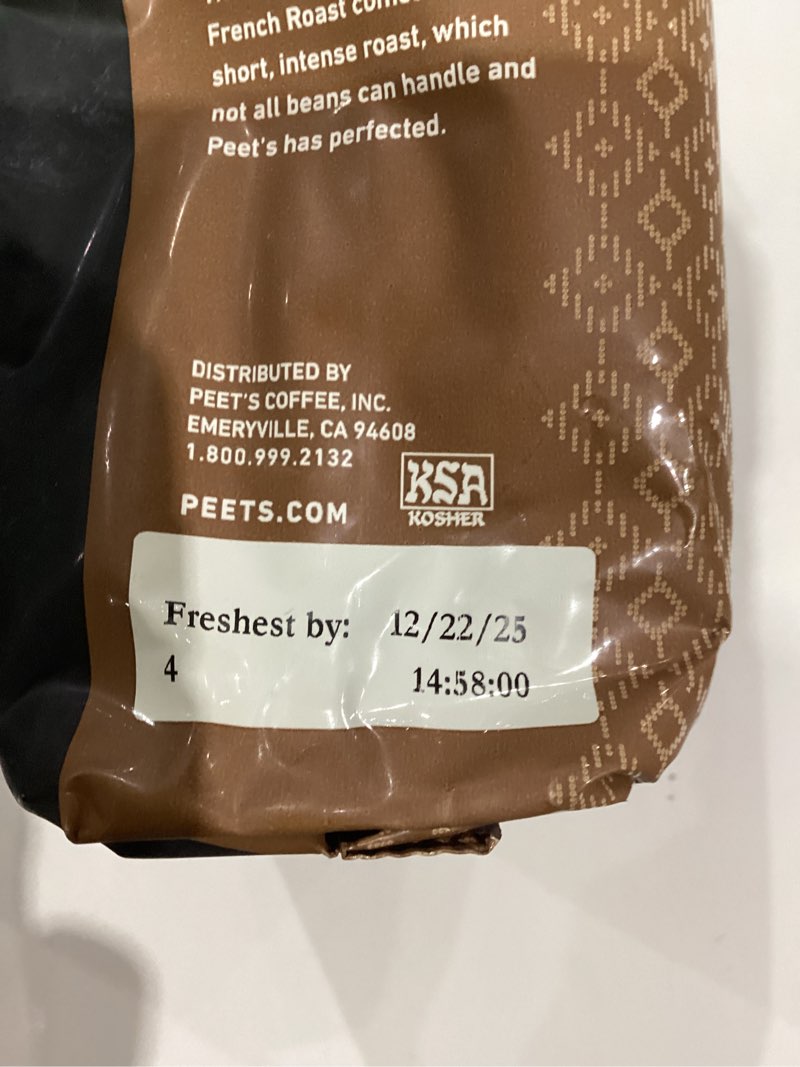 French Roast
short, intense roast, which
not all beans can handle and
Peet's has perfected.
DISTRIBUTED BY
PEET'S COFFEE, INC.
EMERYVILLE, CA 94608
1.800.999.2132
PEETS.COM
KSA
KOSHER
Freshest by: 12/22/25
4 14:58:00